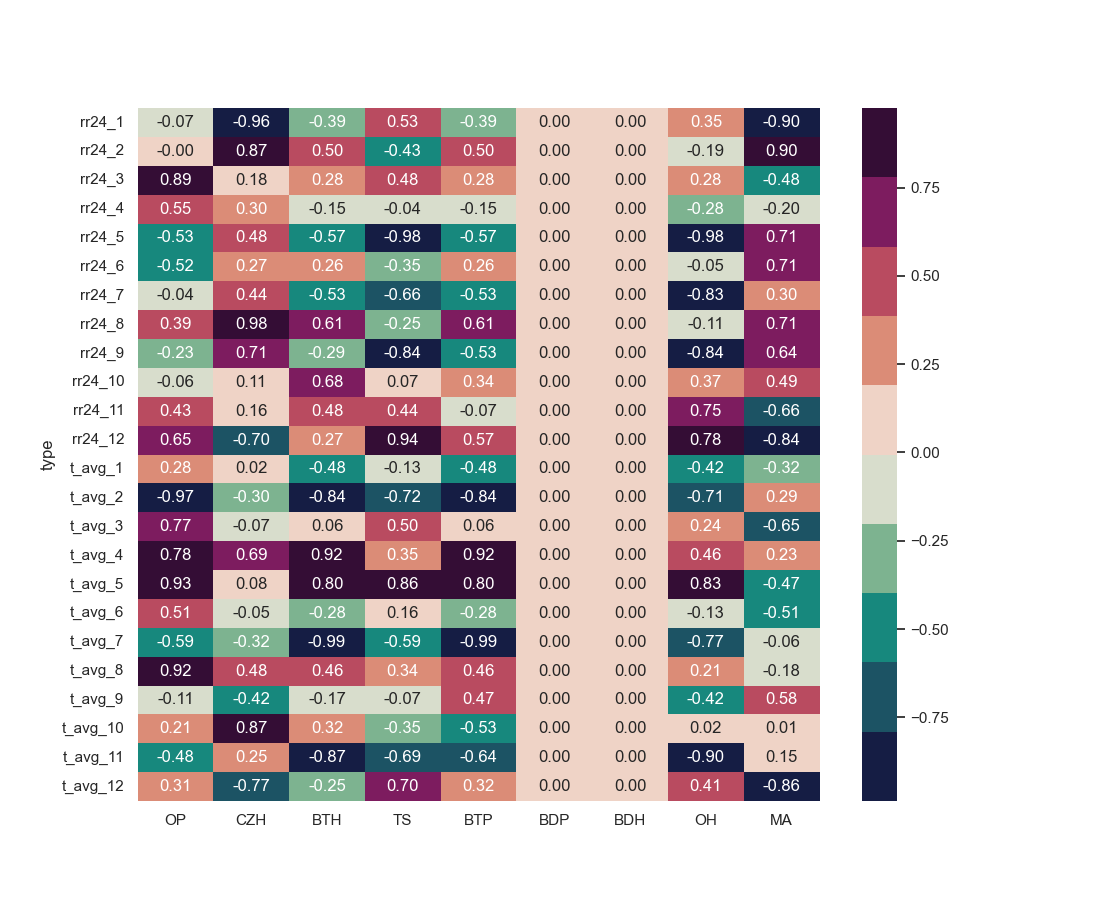 rr24_1 -0.07 -0.96 -0.39 0.53 -0.39 0.00 0.00 0.35 -0.90
rr24_2 -0.00 0.87 0.50 -0.43 0.50 0.00 0.00 -0.19 0.90
rr24_3 0.89 0.18 0.28 0.48 0.28 0.00 0.00 0.28 -0.48
rr24_4 0.55 0.30 -0.15 -0.04 -0.15 0.00 0.00 -0.28 -0.20
rr24_5 -0.53 0.48 -0.57 -0.98 -0.57 0.00 0.00 -0.98 0.71
rr24_6 -0.52 0.27 0.26 -0.35 0.26 0.00 0.00 -0.05 0.71
rr24_7 -0.04 0.44 -0.53 -0.66 -0.53 0.00 0.00 -0.83 0.30
rr24_8 0.39 0.98 0.61 -0.25 0.61 0.00 0.00 -0.11 0.71
rr24_9 -0.23 0.71 -0.29 -0.84 -0.53 0.00 0.00 -0.84 0.64
rr24_10 -0.06 0.11 0.68 0.07 0.34 0.00 0.00 0.37 0.49
rr24_11 0.43 0.16 0.48 0.44 -0.07 0.00 0.00 0.75 -0.66
rr24_12 0.65 -0.70 0.27 0.94 0.57 0.00 0.00 0.78 -0.84
t_avg_1 0.28 0.02 -0.48 -0.13 -0.48 0.00 0.00 -0.42 -0.32
t_avg_2 -0.97 -0.30 -0.84 -0.72 -0.84 0.00 0.00 -0.71 0.29
t_avg_3 0.77 -0.07 0.06 0.50 0.06 0.00 0.00 0.24 -0.65
t_avg_4 0.78 0.69 0.92 0.35 0.92 0.00 0.00 0.46 0.23
t_avg_5 0.93 0.08 0.80 0.86 0.80 0.00 0.00 0.83 -0.47
t_avg_6 0.51 -0.05 -0.28 0.16 -0.28 0.00 0.00 -0.13 -0.51
t_avg_7 -0.59 -0.32 -0.99 -0.59 -0.99 0.00 0.00 -0.77 -0.06
t_avg_8 0.92 0.48 0.46 0.34 0.46 0.00 0.00 0.21 -0.18
t_avg_9 -0.11 -0.42 -0.17 -0.07 0.47 0.00 0.00 -0.42 0.58
t_avg_10 0.21 0.87 0.32 -0.35 -0.53 0.00 0.00 0.02 0.01
t_avg_11 -0.48 0.25 -0.87 -0.69 -0.64 0.00 0.00 -0.90 0.15
t_avg_12 0.31 -0.77 -0.25 0.70 0.32 0.00 0.00 0.41 -0.86
OP CZH BTH TS BTP BDP BDH OH MA
type
0.75
0.50
0.25
0.00
−0.25
−0.50
−0.75